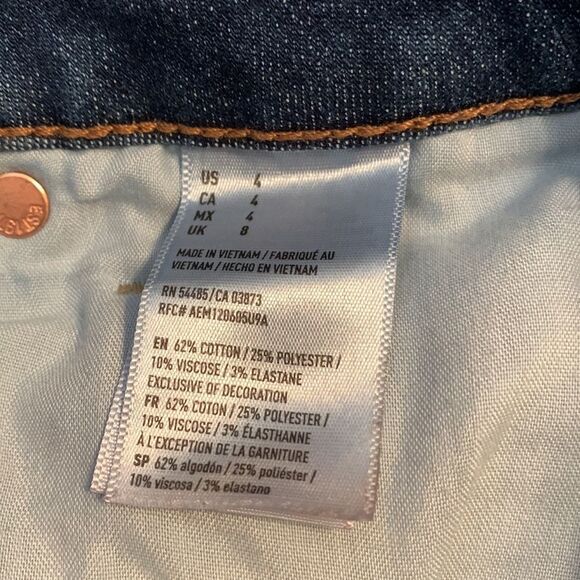 US 4
CA 4
MX 4
UK 8
MADE IN VIETNAM / FABRIQUÉ AU
VIETNAM / HECHO EN VIETNAM
RN 54485/CA 03873
RFC# AEM120605U9A
EN 62% COTTON / 25% POLYESTER /
10% VISCOSE / 3% ELASTANE
EXCLUSIVE OF DECORATION
FR 62% COTON / 25% POLYESTER /
10% VISCOSE / 3% ÉLASTHANNE
À L'EXCEPTION DE LA GARNITURE
SP 62% algodón / 25% poliéster /
10% viscosa / 3% elastano